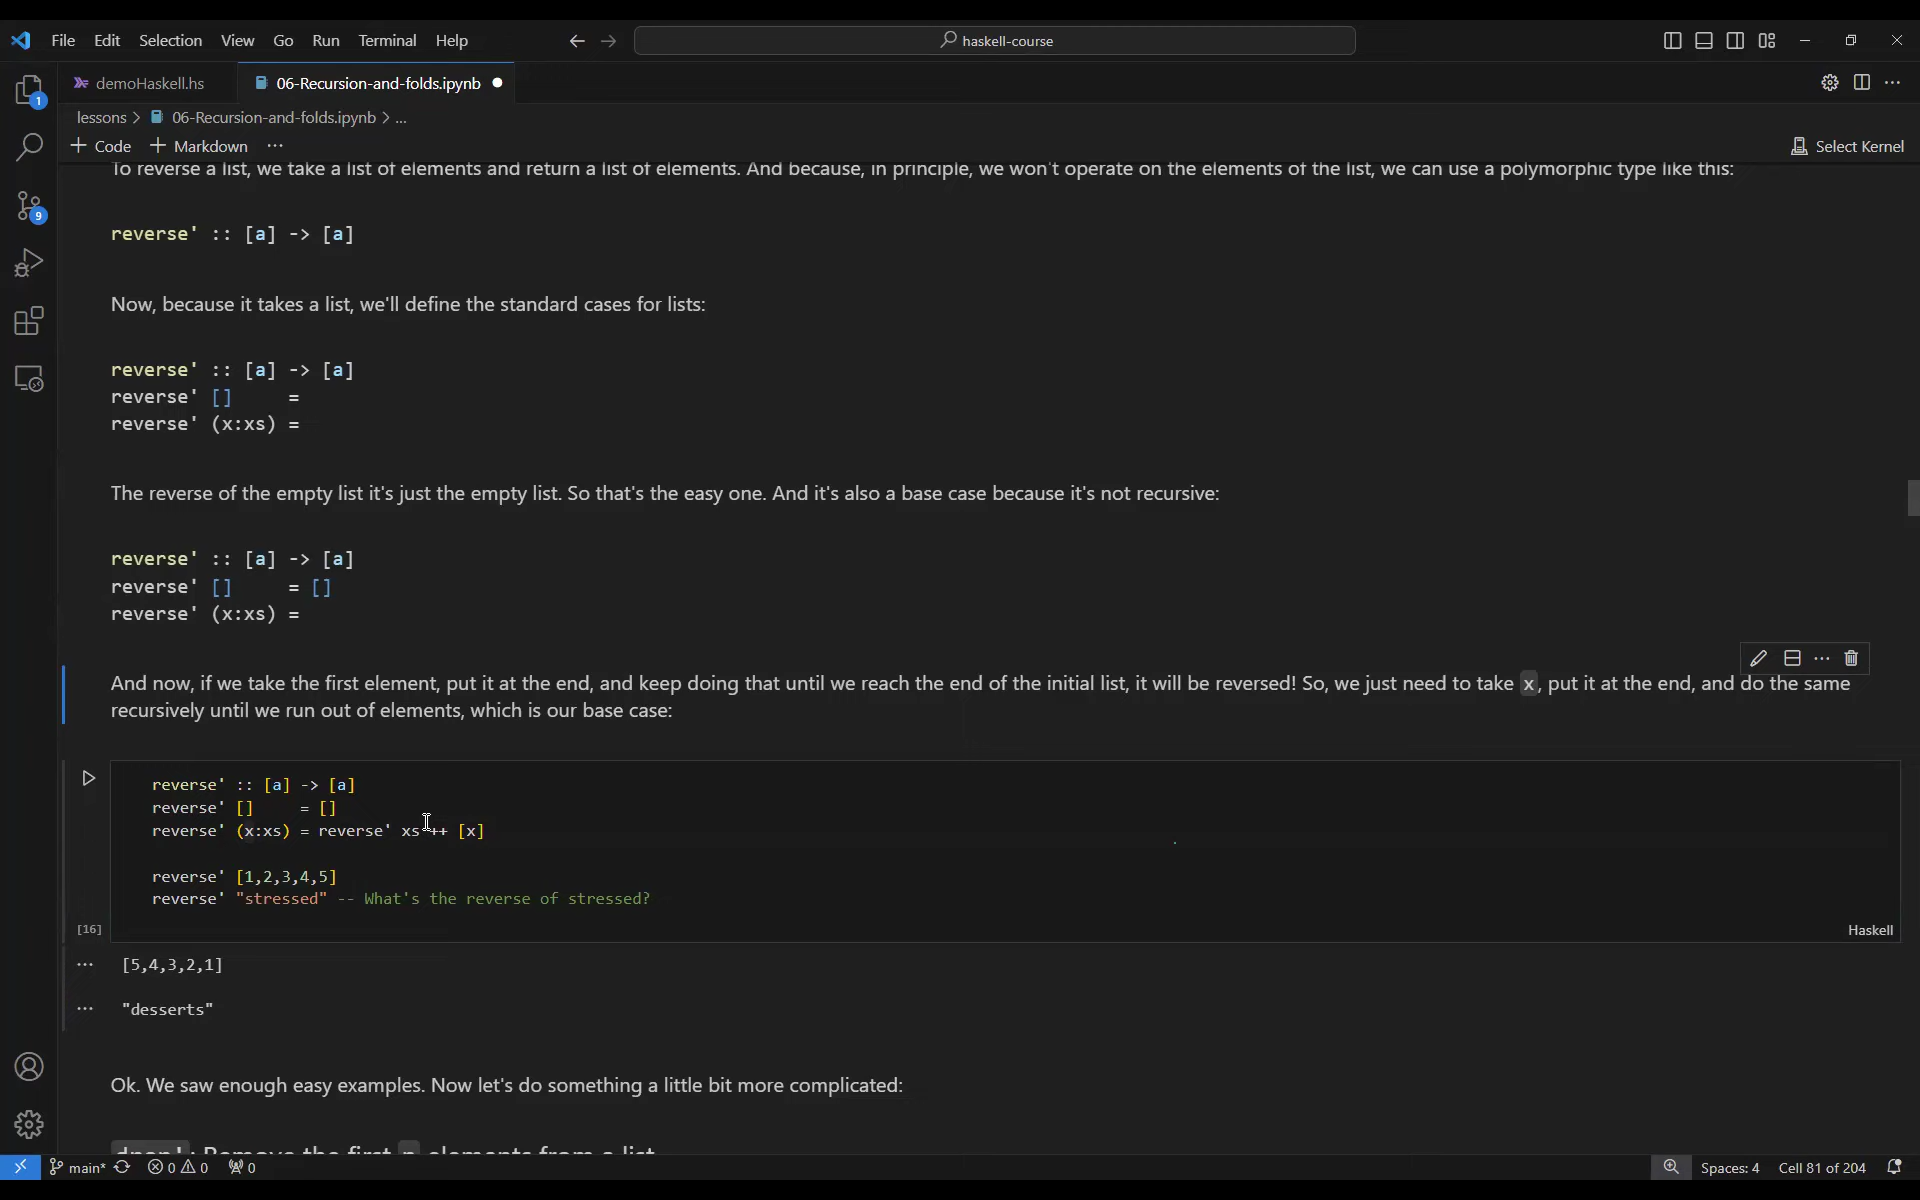 File Edit Selection View Go Run Terminal Help
haskell-course
demoHaskell.hs
06-Recursion-and-folds.ipynb
lessons > 06-Recursion-and-folds.ipynb > ...
+ Code + Markdown ...
Select Kernel
To reverse a list, we take a list of elements and return a list of elements. And because, in principle, we won't operate on the elements of the list, we can use a polymorphic type like this:
reverse' :: [a] -> [a]
Now, because it takes a list, we'll define the standard cases for lists:
reverse' :: [a] -> [a]
reverse' []     =
reverse' (x:xs) =
The reverse of the empty list it's just the empty list. So that's the easy one. And it's also a base case because it's not recursive:
reverse' :: [a] -> [a]
reverse' []     = []
reverse' (x:xs) =
And now, if we take the first element, put it at the end, and keep doing that until we reach the end of the initial list, it will be reversed! So, we just need to take x, put it at the end, and do the same
recursively until we run out of elements, which is our base case:
reverse' :: [a] -> [a]
reverse' []     = []
reverse' (x:xs) = reverse' xs ++ [x]
reverse' [1,2,3,4,5]
reverse' "stressed" -- What's the reverse of stressed?
[16]
Haskell
... [5,4,3,2,1]
... "desserts"
Ok. We saw enough easy examples. Now let's do something a little bit more complicated:
drop': Remove the first n elements from a list
main* 0 0 0
Spaces: 4 Cell 81 of 204
1
9